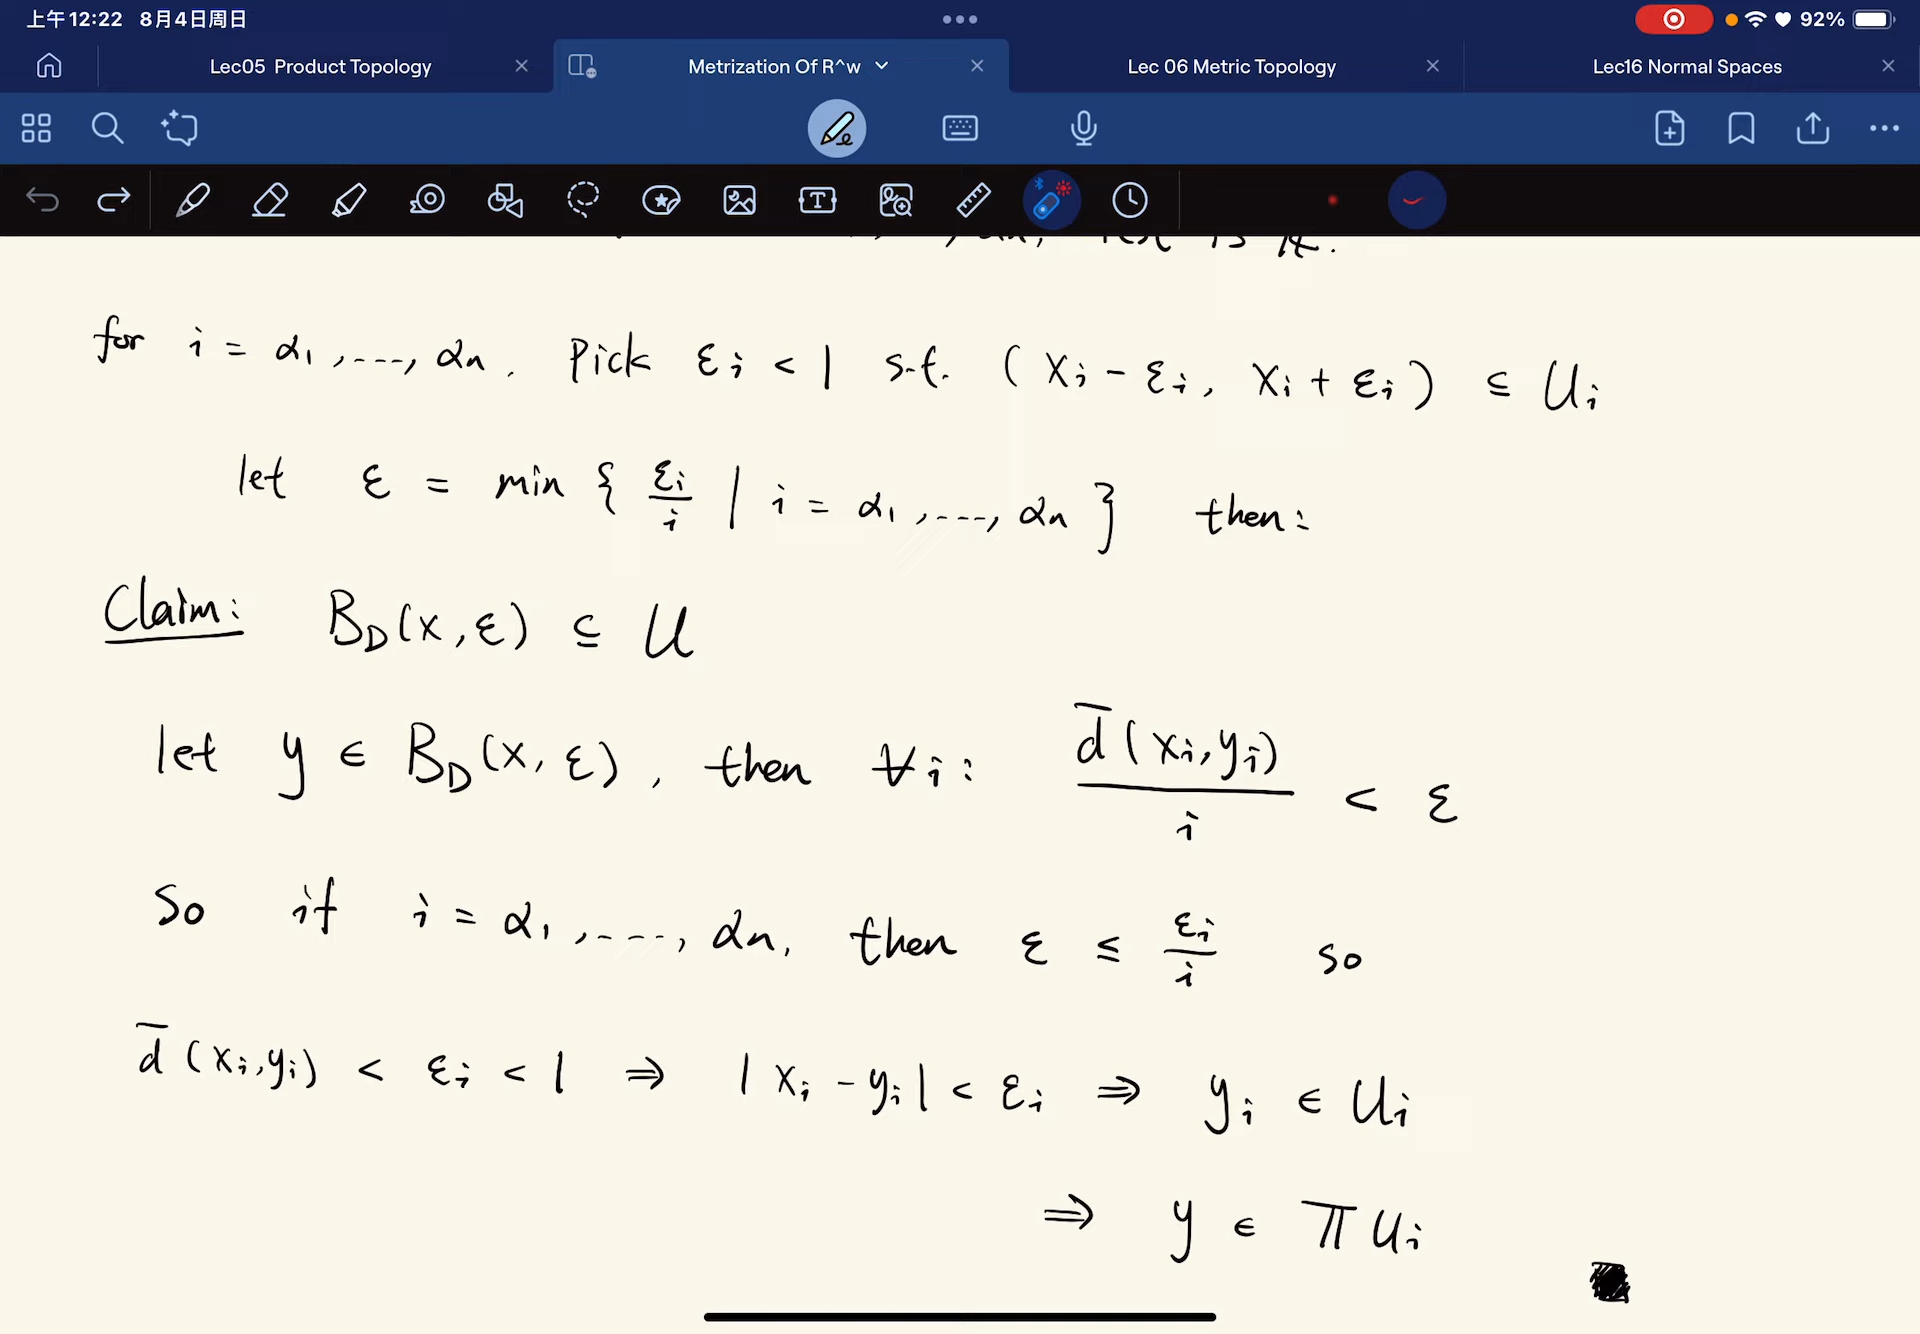 上午12:22 8月4日周日
92%
Lec05 Product Topology
Metrization Of R^w
Lec 06 Metric Topology
Lec16 Normal Spaces
is R.
for i = α₁,---, αn. Pick εi < 1 s.t. (xi - εi, xi + εi) ⊆ Ui
let ε = min { εi/i | i = α₁,---, αn } then:
Claim: B_D(x, ε) ⊆ U
let y ∈ B_D(x, ε), then ∀i: d̄(xi,yi)/i < ε
So if i = α₁,---, αn, then ε ≤ εi/i so
d̄(xi,yi) < εi < 1 ⇒ |xi - yi| < εi ⇒ yi ∈ Ui
⇒ y ∈ πUi